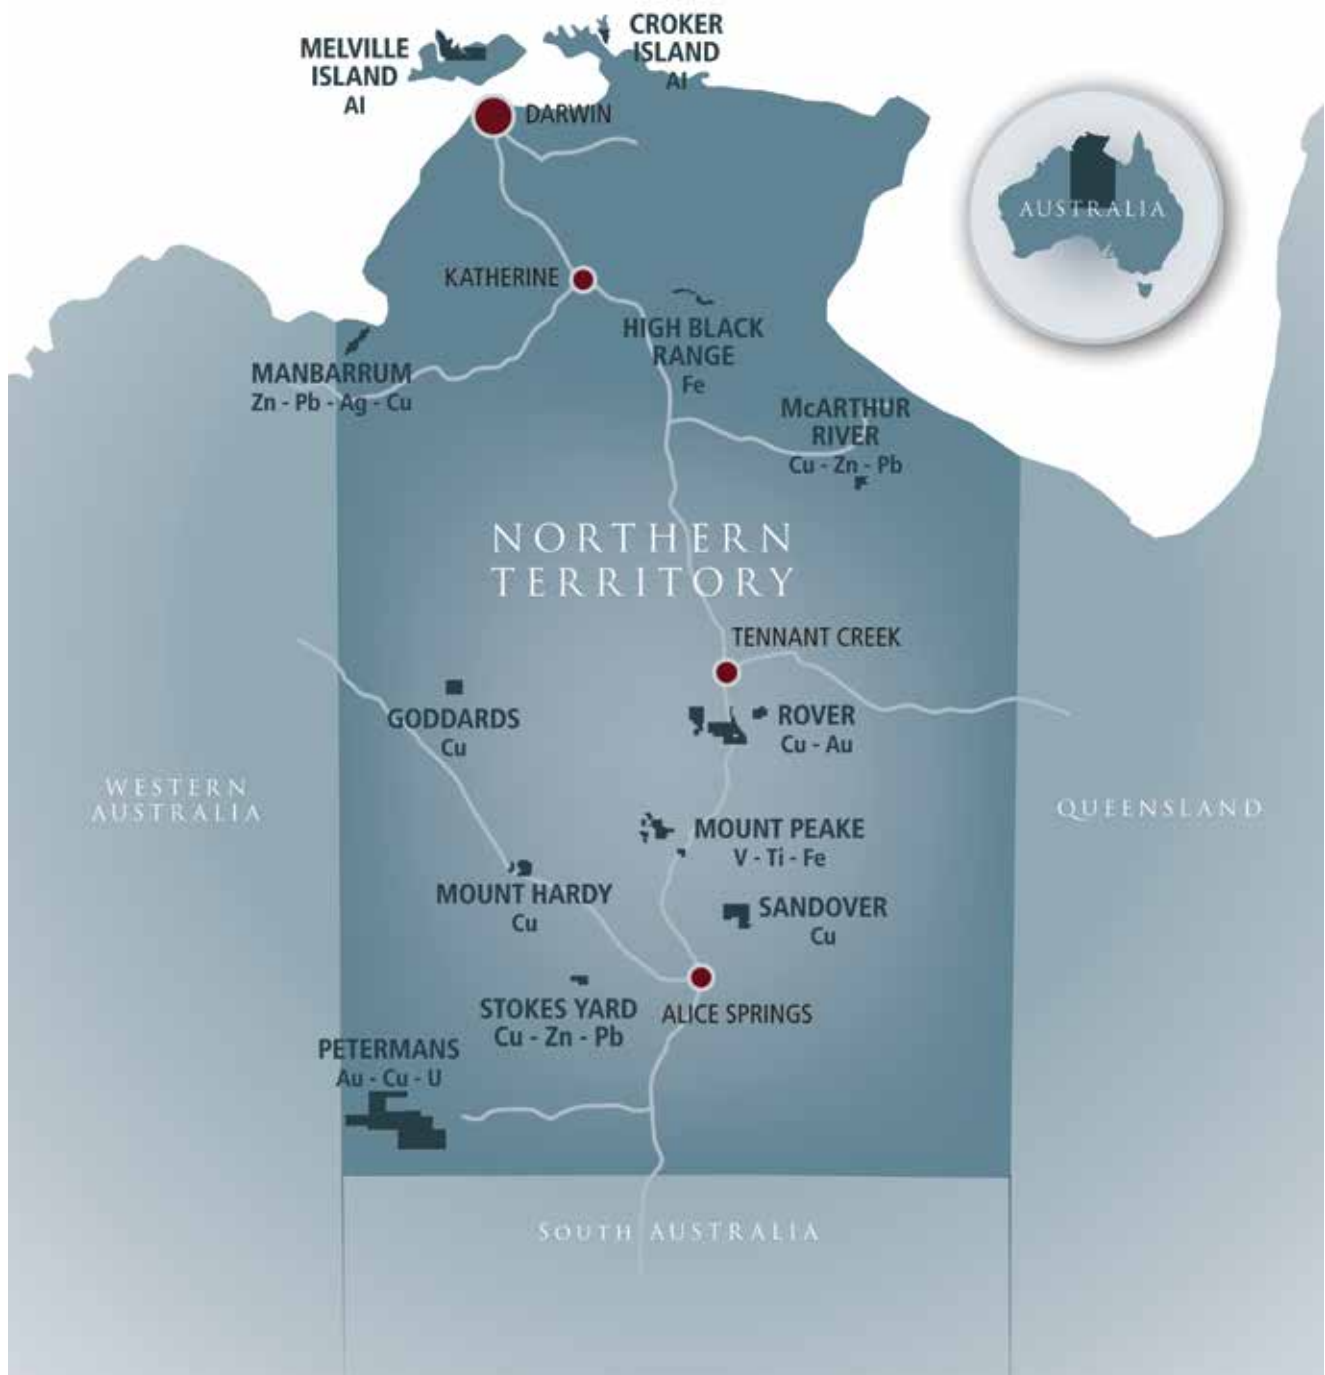 CROKER
ISLAND
Al
MELVILLE
ISLAND
Al
DARWIN
AUSTRALIA
KATHERINE
HIGH BLACK
RANGE
Fe
MANBARRUM
Zn - Pb - Ag - Cu
McARTHUR
RIVER
Cu - Zn - Pb
NORTHERN
TERRITORY
TENNANT CREEK
GODDARDS
Cu
ROVER
Cu - Au
WESTERN
AUSTRALIA
QUEENSLAND
MOUNT PEAKE
V - Ti - Fe
MOUNT HARDY
Cu
SANDOVER
Cu
STOKES YARD
Cu - Zn - Pb
ALICE SPRINGS
PETERMANS
Au - Cu - U
SOUTH AUSTRALIA